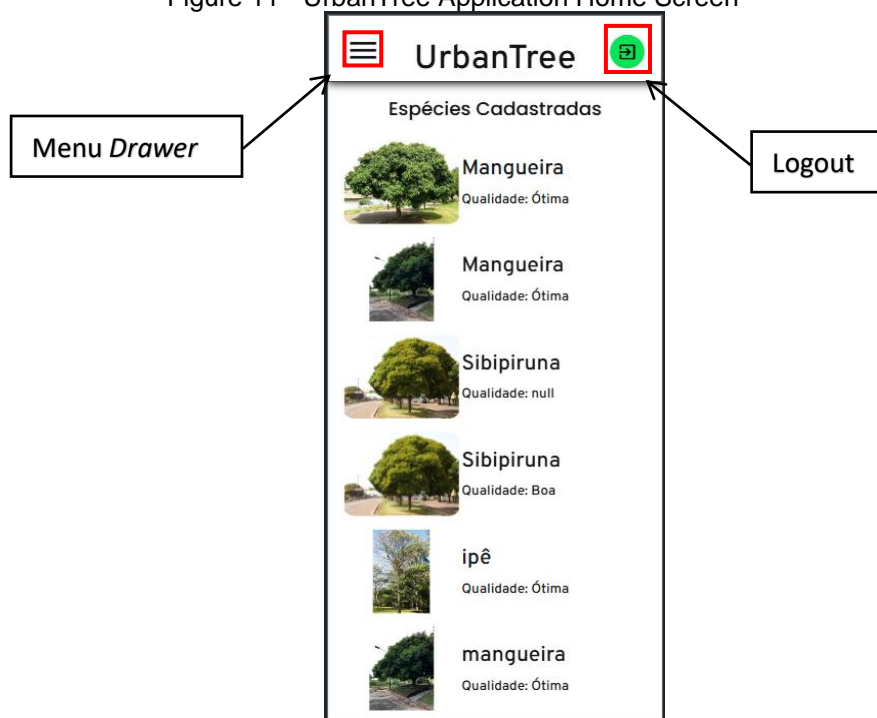 Figure 11 - UrbanTree Application Home Screen
UrbanTree
Espécies Cadastradas
Menu Drawer
Logout
Mangueira
Qualidade: Ótima
Mangueira
Qualidade: Ótima
Sibipiruna
Qualidade: null
Sibipiruna
Qualidade: Boa
ipê
Qualidade: Ótima
mangueira
Qualidade: Ótima